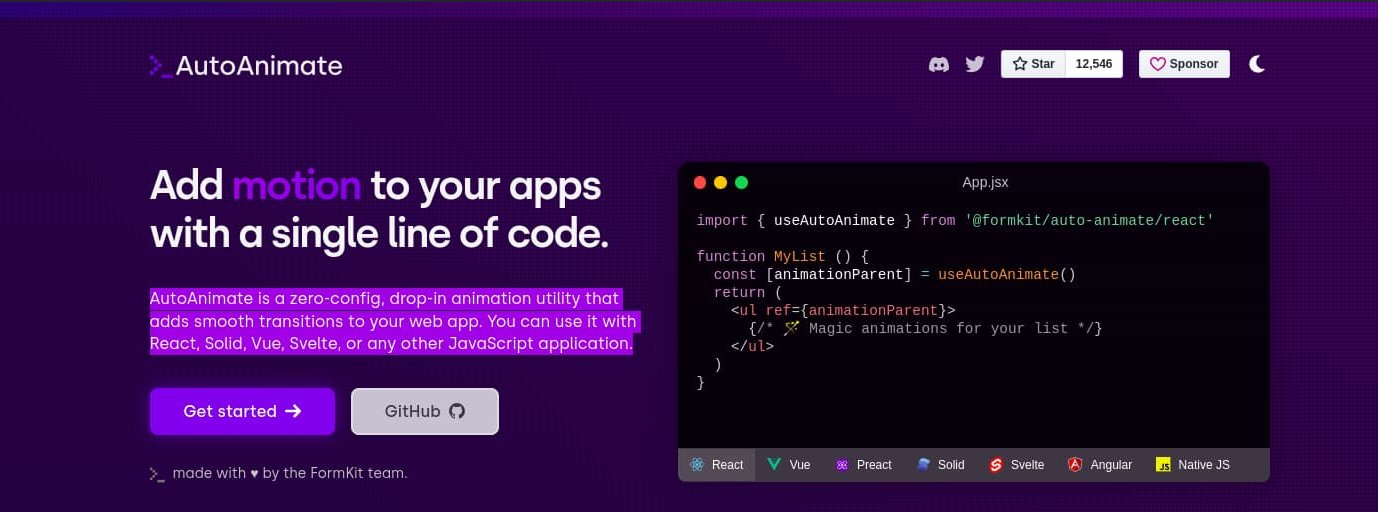 AutoAnimate
Star 12,546
Sponsor
Add motion to your apps
with a single line of code.
AutoAnimate is a zero-config, drop-in animation utility that
adds smooth transitions to your web app. You can use it with
React, Solid, Vue, Svelte, or any other JavaScript application.
Get started →
GitHub
made with ♥ by the FormKit team.
App.jsx
import { useAutoAnimate } from '@formkit/auto-animate/react'
function MyList () {
  const [animationParent] = useAutoAnimate()
  return (
    <ul ref={animationParent}>
      {/* 🪄 Magic animations for your list */}
    </ul>
  )
}
React Vue Preact Solid Svelte Angular JS Native JS